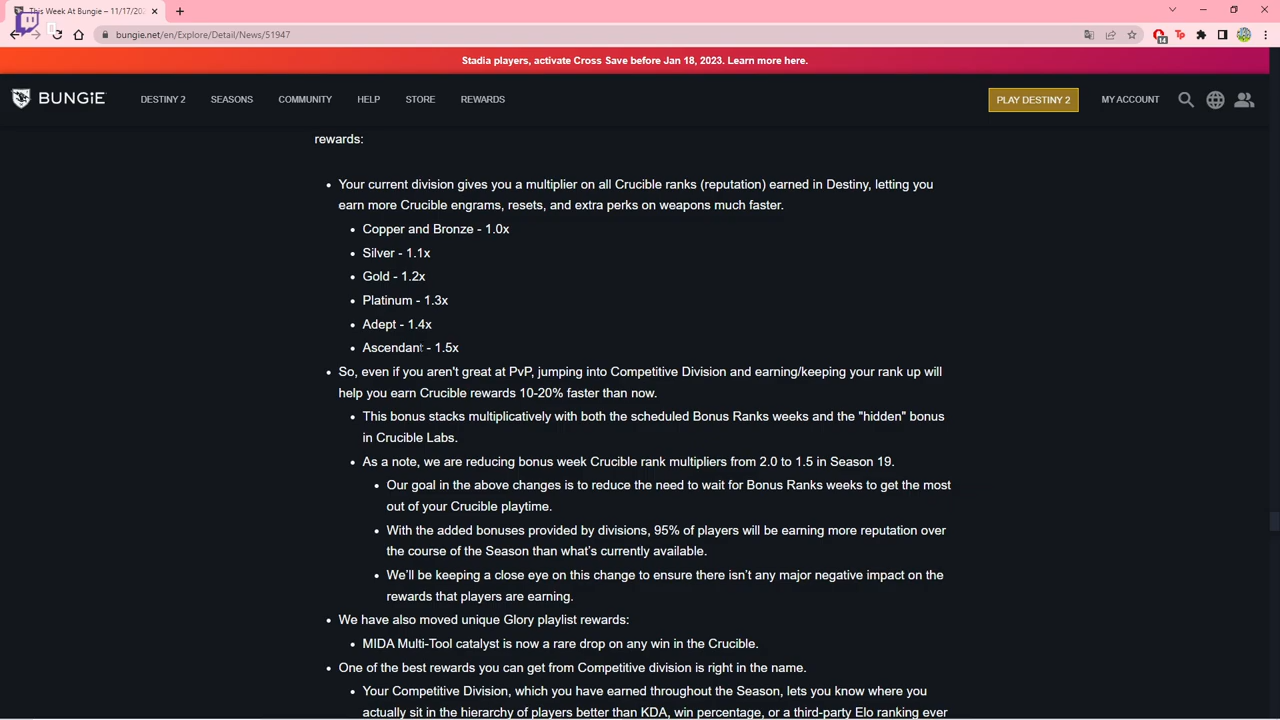 This Week At Bungie – 11/17/202
bungie.net/en/Explore/Detail/News/51947
14
Stadia players, activate Cross Save before Jan 18, 2023. Learn more here.
BUNGiE DESTINY 2 SEASONS COMMUNITY HELP STORE REWARDS PLAY DESTINY 2 MY ACCOUNT
rewards:
• Your current division gives you a multiplier on all Crucible ranks (reputation) earned in Destiny, letting you
earn more Crucible engrams, resets, and extra perks on weapons much faster.
• Copper and Bronze - 1.0x
• Silver - 1.1x
• Gold - 1.2x
• Platinum - 1.3x
• Adept - 1.4x
• Ascendant - 1.5x
• So, even if you aren't great at PvP, jumping into Competitive Division and earning/keeping your rank up will
help you earn Crucible rewards 10-20% faster than now.
• This bonus stacks multiplicatively with both the scheduled Bonus Ranks weeks and the "hidden" bonus
in Crucible Labs.
• As a note, we are reducing bonus week Crucible rank multipliers from 2.0 to 1.5 in Season 19.
• Our goal in the above changes is to reduce the need to wait for Bonus Ranks weeks to get the most
out of your Crucible playtime.
• With the added bonuses provided by divisions, 95% of players will be earning more reputation over
the course of the Season than what's currently available.
• We'll be keeping a close eye on this change to ensure there isn't any major negative impact on the
rewards that players are earning.
• We have also moved unique Glory playlist rewards:
• MIDA Multi-Tool catalyst is now a rare drop on any win in the Crucible.
• One of the best rewards you can get from Competitive division is right in the name.
• Your Competitive Division, which you have earned throughout the Season, lets you know where you
actually sit in the hierarchy of players better than KDA, win percentage, or a third-party Elo ranking ever